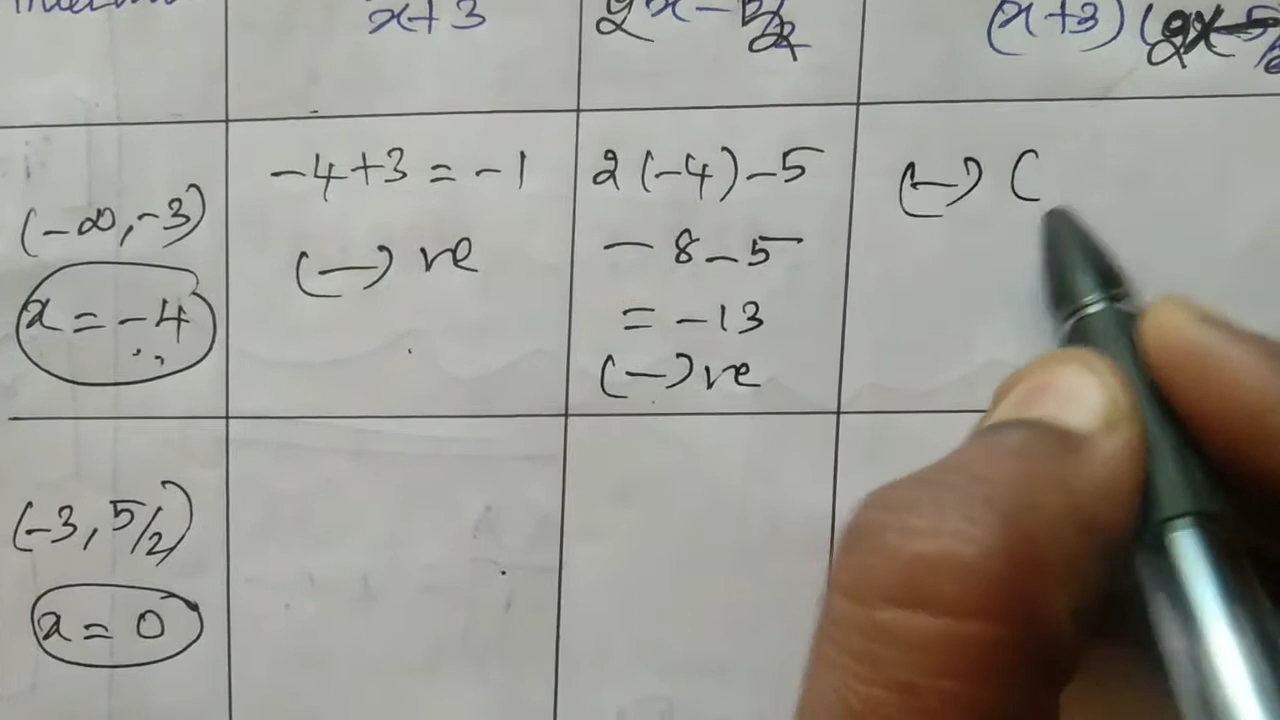 x+3
(x+3)
(-∞,-3)
x = -4
-4+3 = -1
(-)ve
2(-4)-5
-8-5
= -13
(-)ve
(-) (
(-3, 5/2)
x = 0